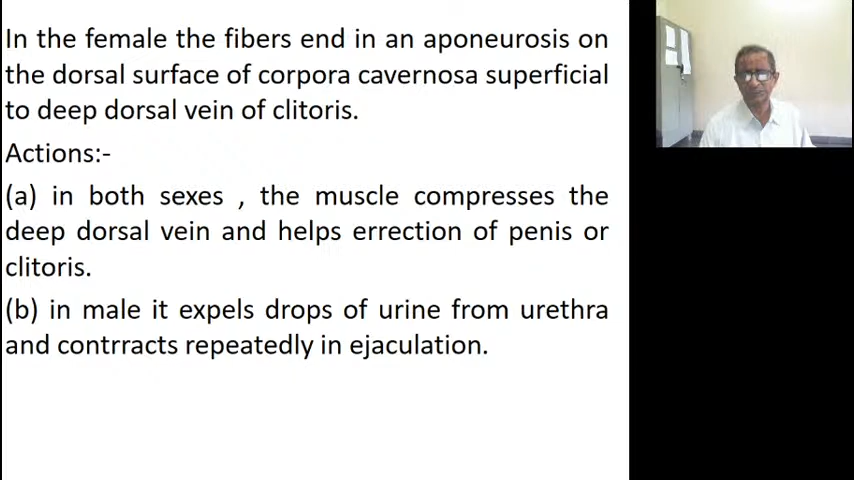 In the female the fibers end in an aponeurosis on
the dorsal surface of corpora cavernosa superficial
to deep dorsal vein of clitoris.
Actions:-
(a) in both sexes , the muscle compresses the
deep dorsal vein and helps errection of penis or
clitoris.
(b) in male it expels drops of urine from urethra
and contrracts repeatedly in ejaculation.